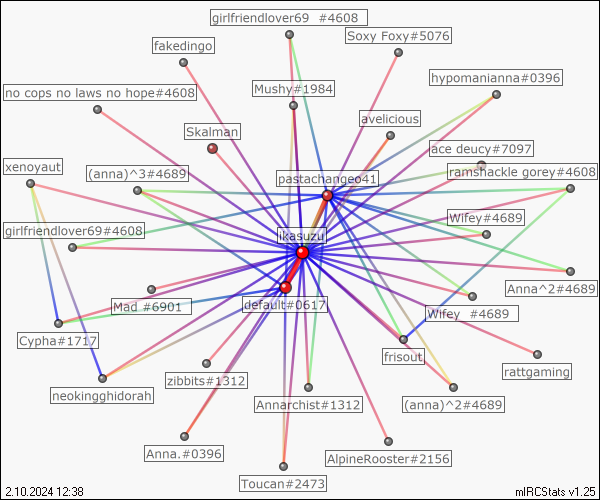 girlfriendlover69  #4608
Soxy Foxy#5076
fakedingo
hypomanianna#0396
no cops no laws no hope#4608
Mushy#1984
avelicious
Skalman
ace deucy#7097
xenoyaut
(anna)^3#4689
pastachangeo41
ramshackle gorey#4608
Wifey#4689
girlfriendlover69#4608
ikasuzu
Anna^2#4689
Mad #6901
default#0617
Wifey  #4689
Cypha#1717
frisout
rattgaming
neokingghidorah
zibbits#1312
Annarchist#1312
(anna)^2#4689
Anna.#0396
AlpineRooster#2156
Toucan#2473
2.10.2024 12:38
mIRCStats v1.25